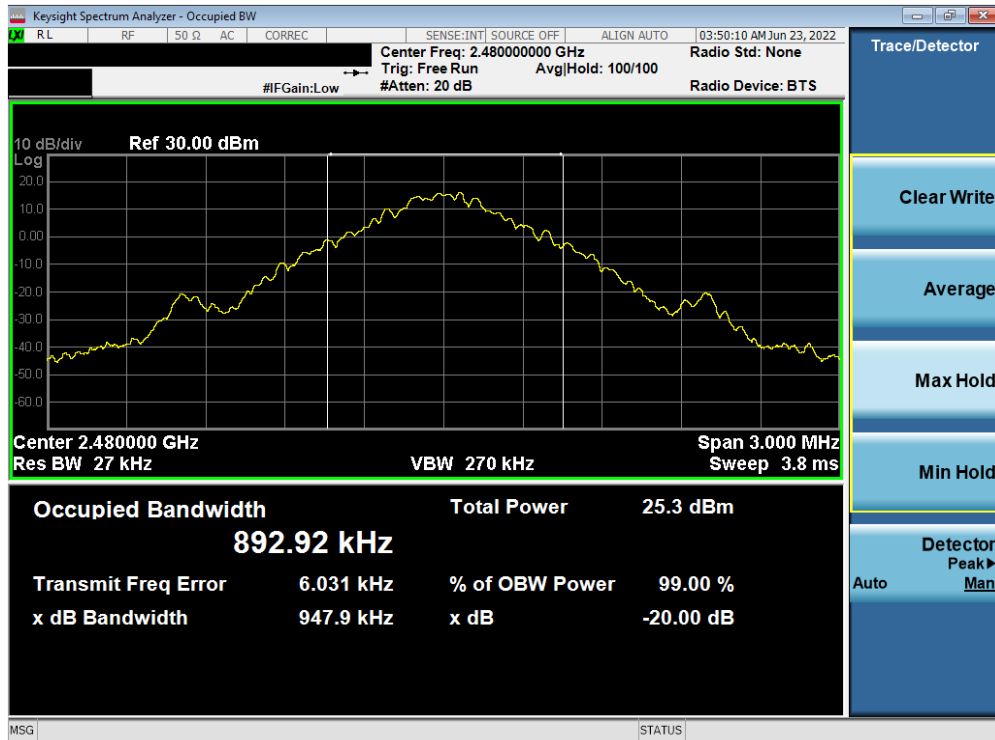 Keysight Spectrum Analyzer - Occupied BW
LXI RL RF 50 Ω AC CORREC SENSE:INT SOURCE OFF ALIGN AUTO 03:50:10 AM Jun 23, 2022
Center Freq: 2.480000000 GHz Radio Std: None
Trig: Free Run Avg|Hold: 100/100
#IFGain:Low #Atten: 20 dB Radio Device: BTS
10 dB/div Ref 30.00 dBm
Log
20.0
10.0
0.00
-10.0
-20.0
-30.0
-40.0
-50.0
-60.0
Center 2.480000 GHz Span 3.000 MHz
Res BW 27 kHz VBW 270 kHz Sweep 3.8 ms
Occupied Bandwidth Total Power 25.3 dBm
892.92 kHz
Transmit Freq Error 6.031 kHz % of OBW Power 99.00 %
x dB Bandwidth 947.9 kHz x dB -20.00 dB
MSG STATUS
Trace/Detector
Clear Write
Average
Max Hold
Min Hold
Detector
Peak▶
Auto Man